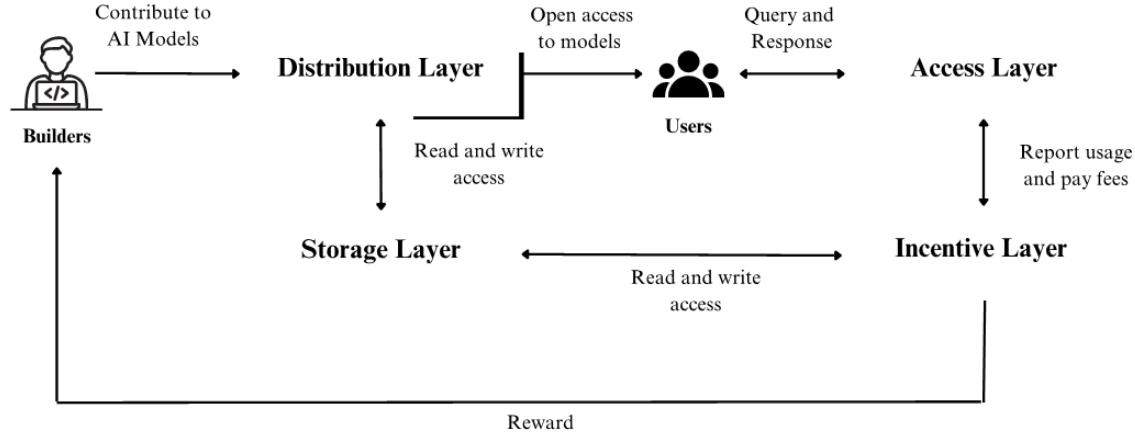 Contribute to
AI Models
Open access
to models
Query and
Response
Distribution Layer
Access Layer
Builders
Users
Read and write
access
Report usage
and pay fees
Storage Layer
Incentive Layer
Read and write
access
Reward